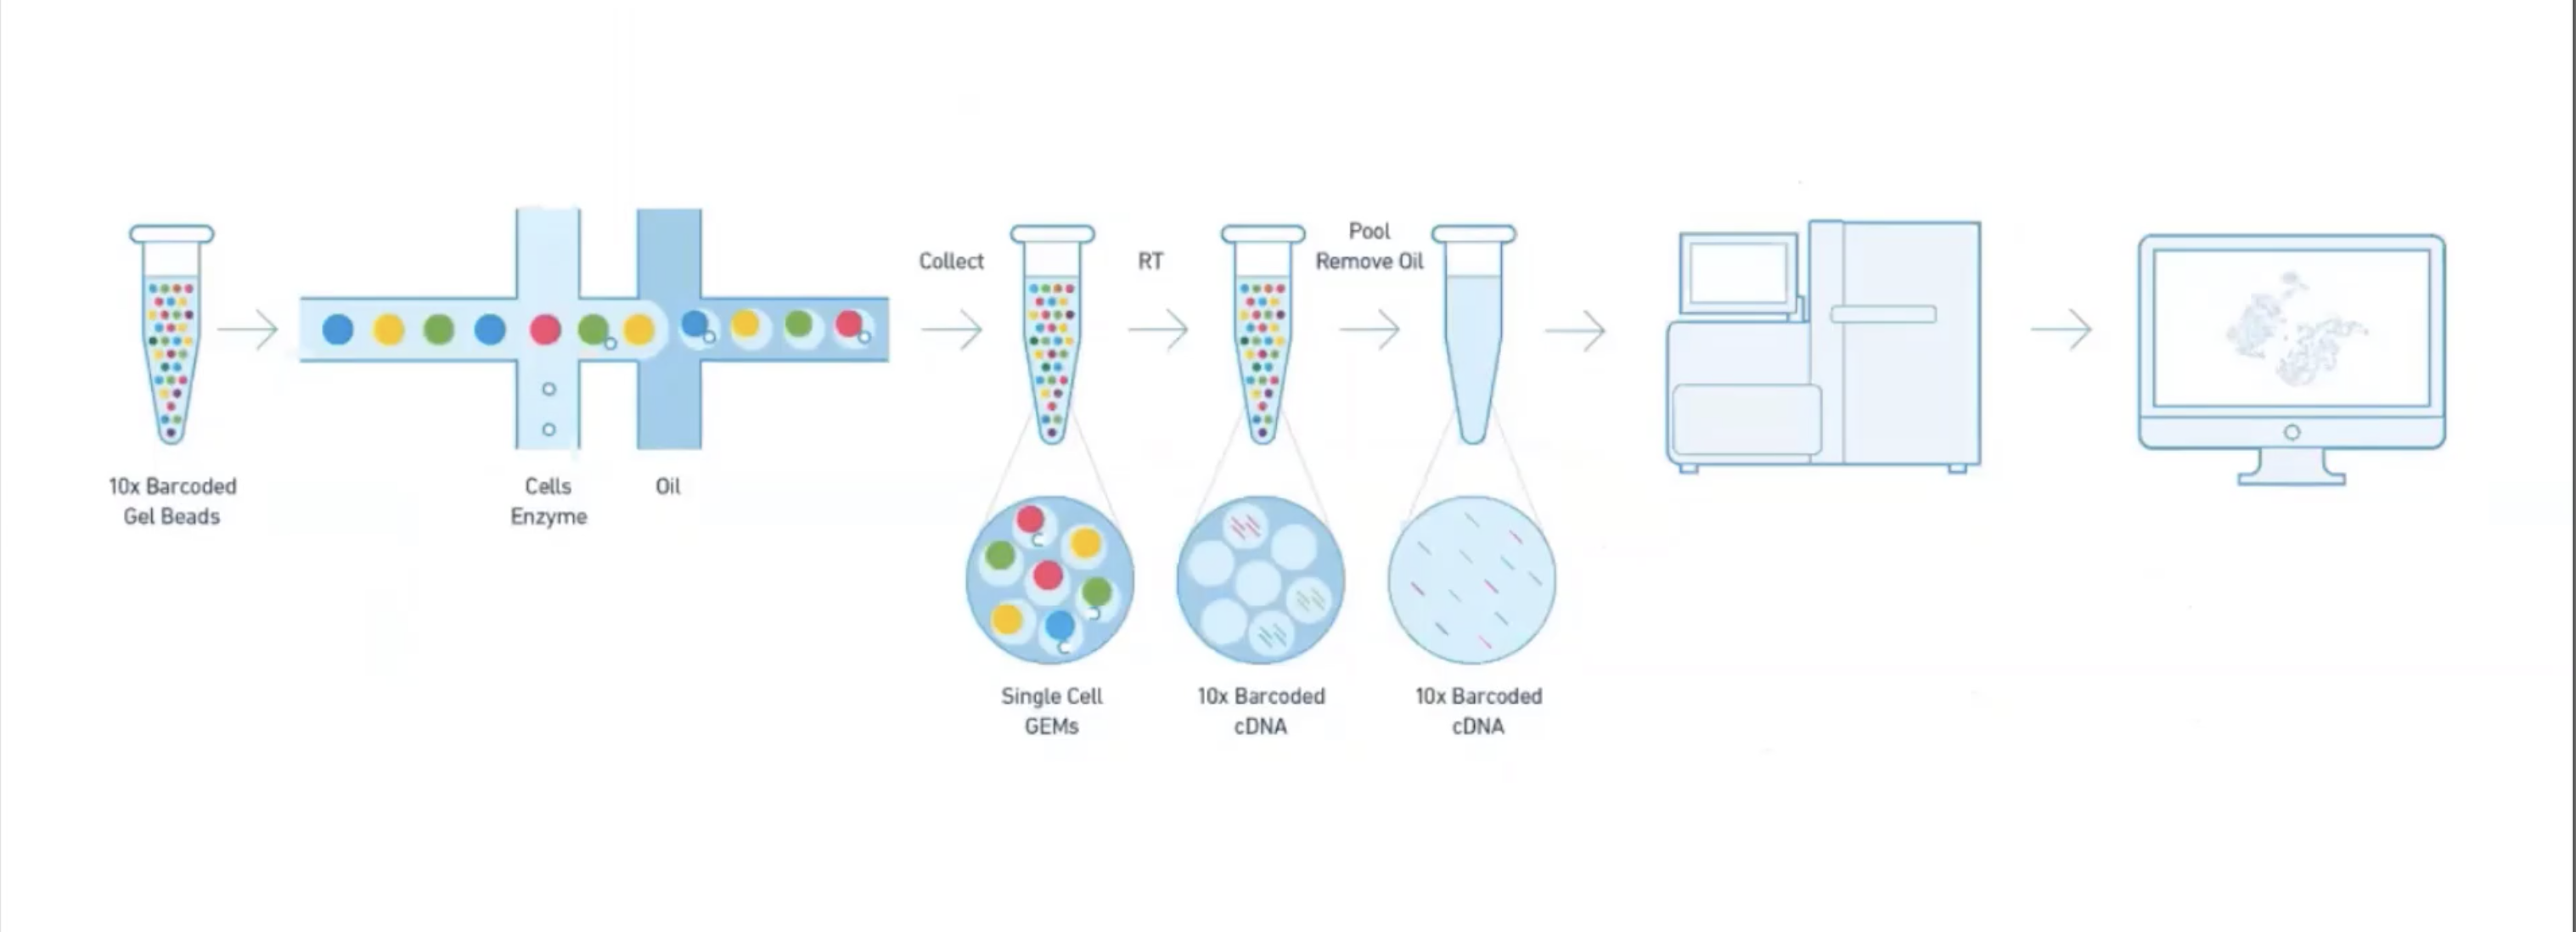 10x Barcoded
Gel Beads
Cells
Enzyme
Oil
Collect
RT
Pool
Remove Oil
Single Cell
GEMs
10x Barcoded
cDNA
10x Barcoded
cDNA